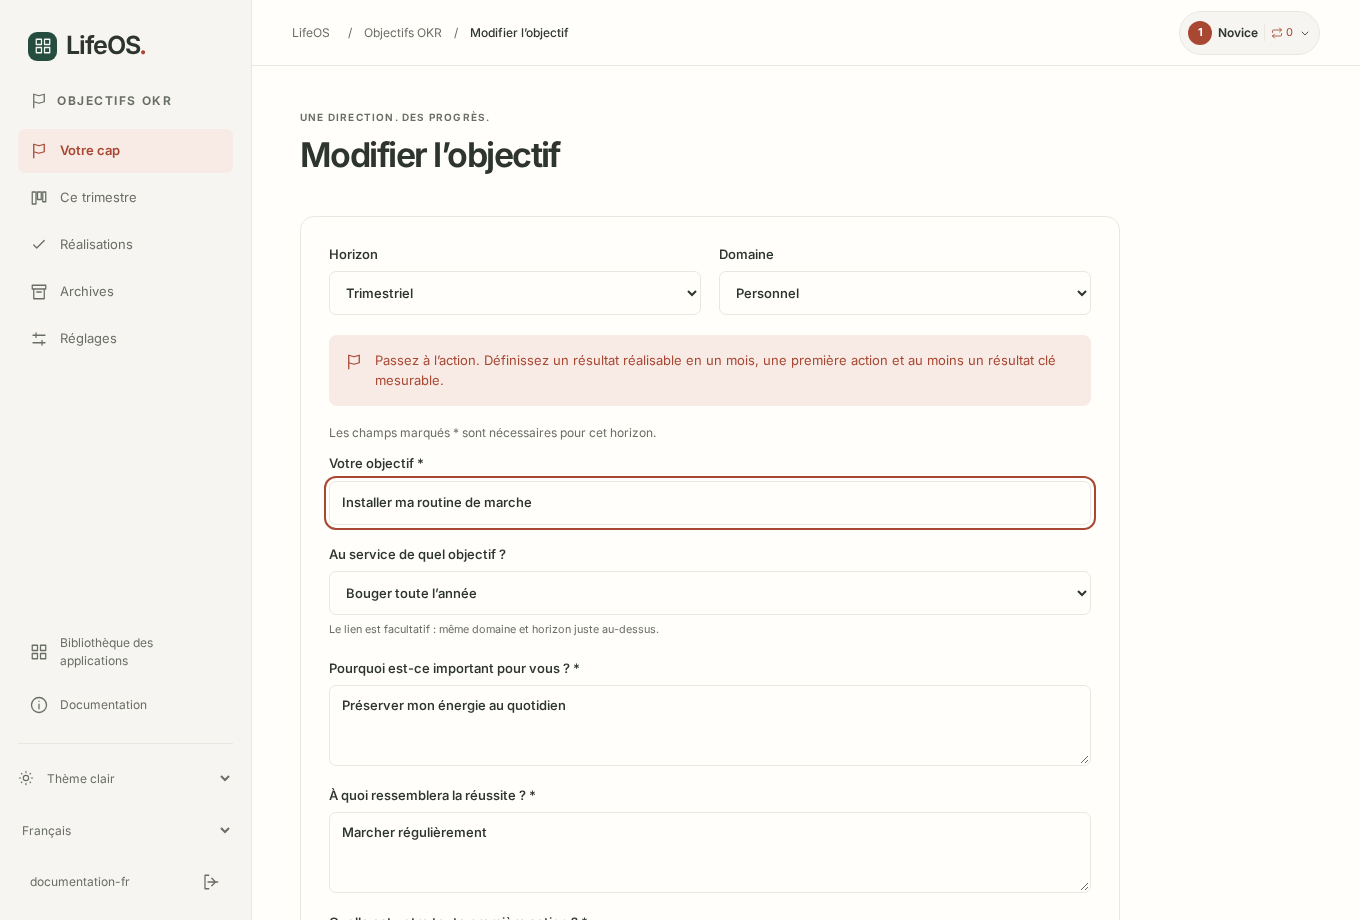 LifeOS.
OBJECTIFS OKR
Votre cap
Ce trimestre
Réalisations
Archives
Réglages
Bibliothèque des
applications
Documentation
Thème clair
Français
documentation-fr
LifeOS / Objectifs OKR / Modifier l’objectif
1 Novice 0
UNE DIRECTION. DES PROGRÈS.
Modifier l’objectif
Horizon
Trimestriel
Domaine
Personnel
Passez à l’action. Définissez un résultat réalisable en un mois, une première action et au moins un résultat clé
mesurable.
Les champs marqués * sont nécessaires pour cet horizon.
Votre objectif *
Installer ma routine de marche
Au service de quel objectif ?
Bouger toute l’année
Le lien est facultatif : même domaine et horizon juste au-dessus.
Pourquoi est-ce important pour vous ? *
Préserver mon énergie au quotidien
À quoi ressemblera la réussite ? *
Marcher régulièrement